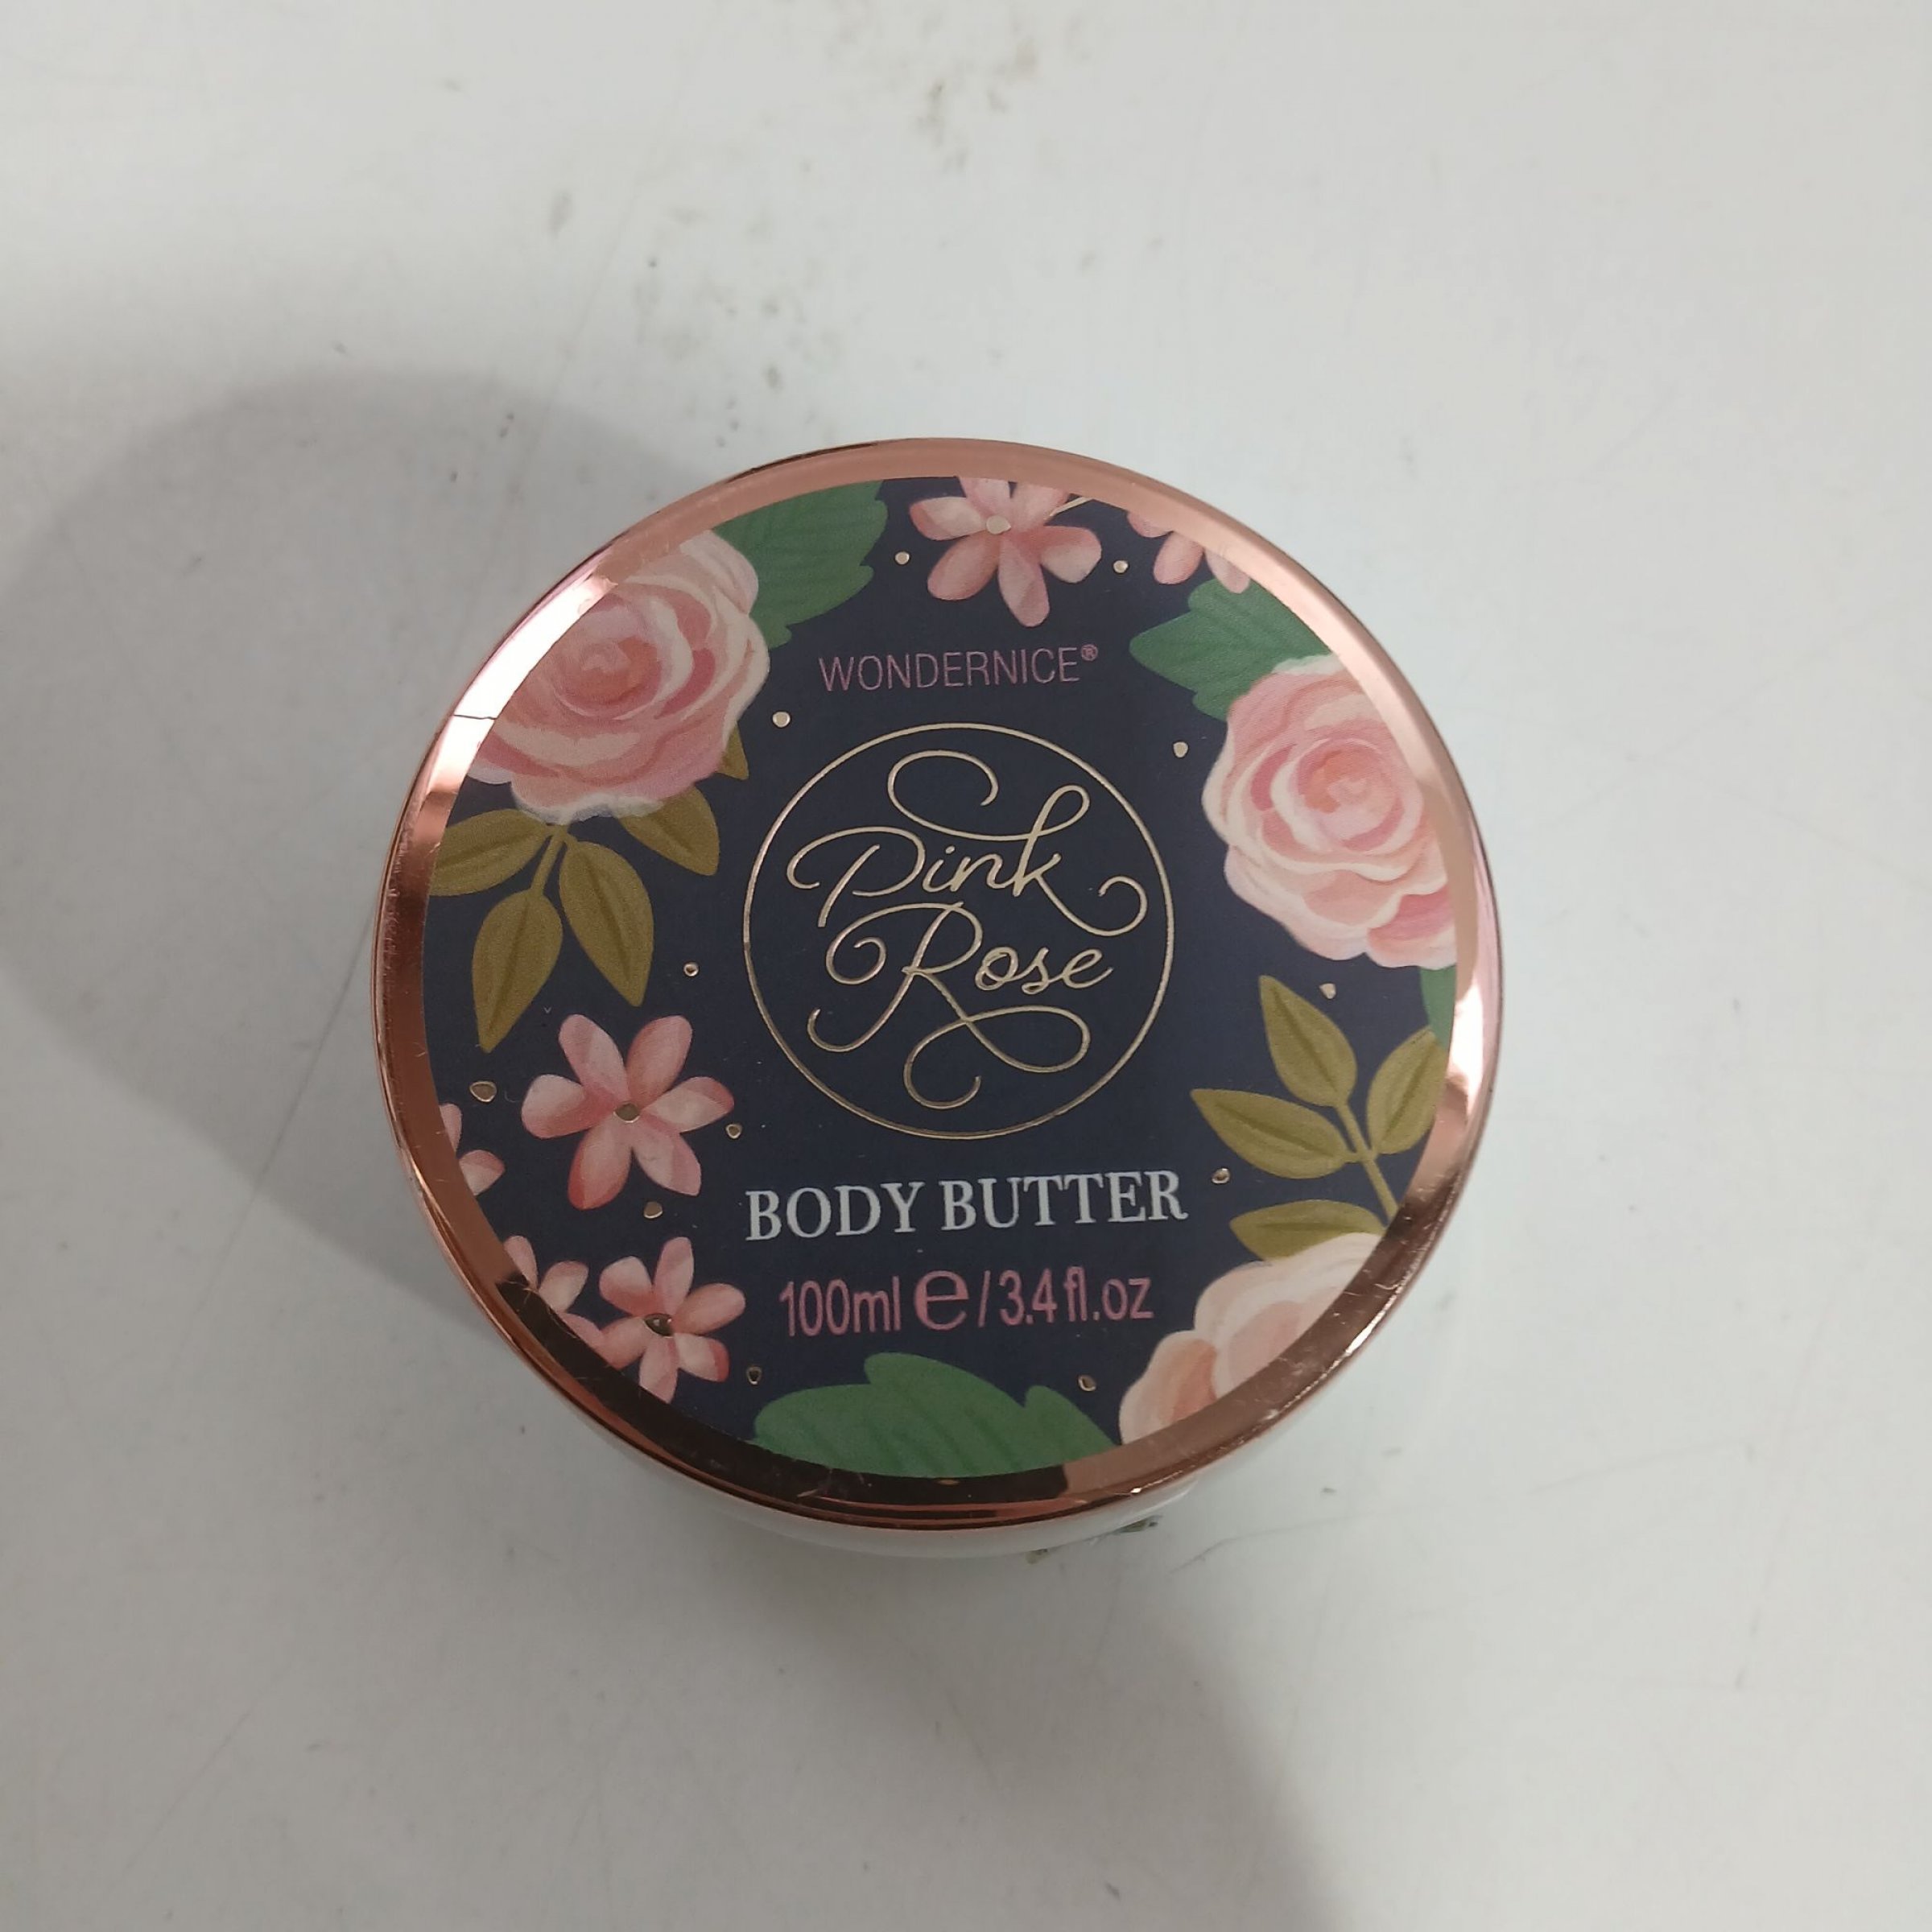 WONDERNICE®
Pink
Rose
BODY BUTTER
100ml ℮/3.4 fl.oz